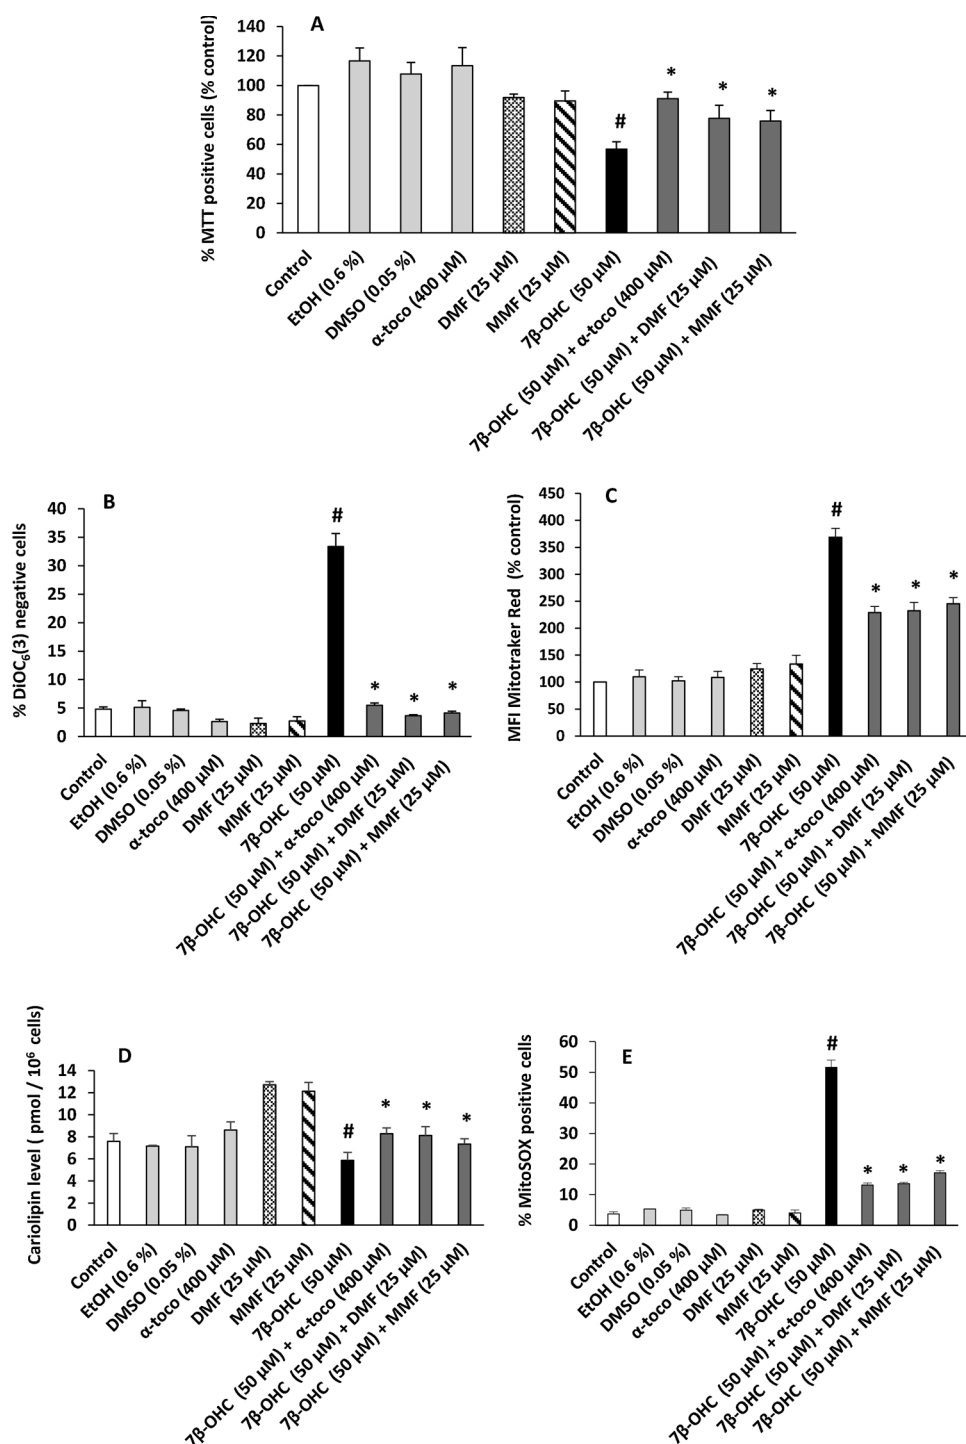 A
% MTT positive cells (% control)
140
120
100
80
60
40
20
0
#
*
*
*
Control
EtOH (0.6 %)
DMSO (0.05 %)
α-toco (400 µM)
DMF (25 µM)
MMF (25 µM)
7β-OHC (50 µM)
7β-OHC (50 µM) + α-toco (400 µM)
7β-OHC (50 µM) + DMF (25 µM)
7β-OHC (50 µM) + MMF (25 µM)
B
% DiOC6(3) negative cells
40
35
30
25
20
15
10
5
0
#
*
*
*
Control
EtOH (0.6 %)
DMSO (0.05 %)
α-toco (400 µM)
DMF (25 µM)
MMF (25 µM)
7β-OHC (50 µM)
7β-OHC (50 µM) + α-toco (400 µM)
7β-OHC (50 µM) + DMF (25 µM)
7β-OHC (50 µM) + MMF (25 µM)
C
MFI Mitotraker Red (% control)
450
400
350
300
250
200
150
100
50
0
#
*
*
*
Control
EtOH (0.6 %)
DMSO (0.05 %)
α-toco (400 µM)
DMF (25 µM)
MMF (25 µM)
7β-OHC (50 µM)
7β-OHC (50 µM) + α-toco (400 µM)
7β-OHC (50 µM) + DMF (25 µM)
7β-OHC (50 µM) + MMF (25 µM)
D
Cariolipin level ( pmol / 10⁶ cells)
14
12
10
8
6
4
2
0
#
*
*
*
Control
EtOH (0.6 %)
DMSO (0.05 %)
α-toco (400 µM)
DMF (25 µM)
MMF (25 µM)
7β-OHC (50 µM)
7β-OHC (50 µM) + α-toco (400 µM)
7β-OHC (50 µM) + DMF (25 µM)
7β-OHC (50 µM) + MMF (25 µM)
E
% MitoSOX positive cells
60
50
40
30
20
10
0
#
*
*
*
Control
EtOH (0.6 %)
DMSO (0.05 %)
α-toco (400 µM)
DMF (25 µM)
MMF (25 µM)
7β-OHC (50 µM)
7β-OHC (50 µM) + α-toco (400 µM)
7β-OHC (50 µM) + DMF (25 µM)
7β-OHC (50 µM) + MMF (25 µM)